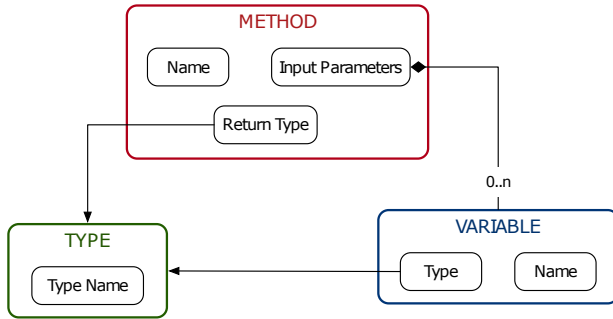 METHOD
Name
Input Parameters
Return Type
0..n
TYPE
Type Name
VARIABLE
Type
Name